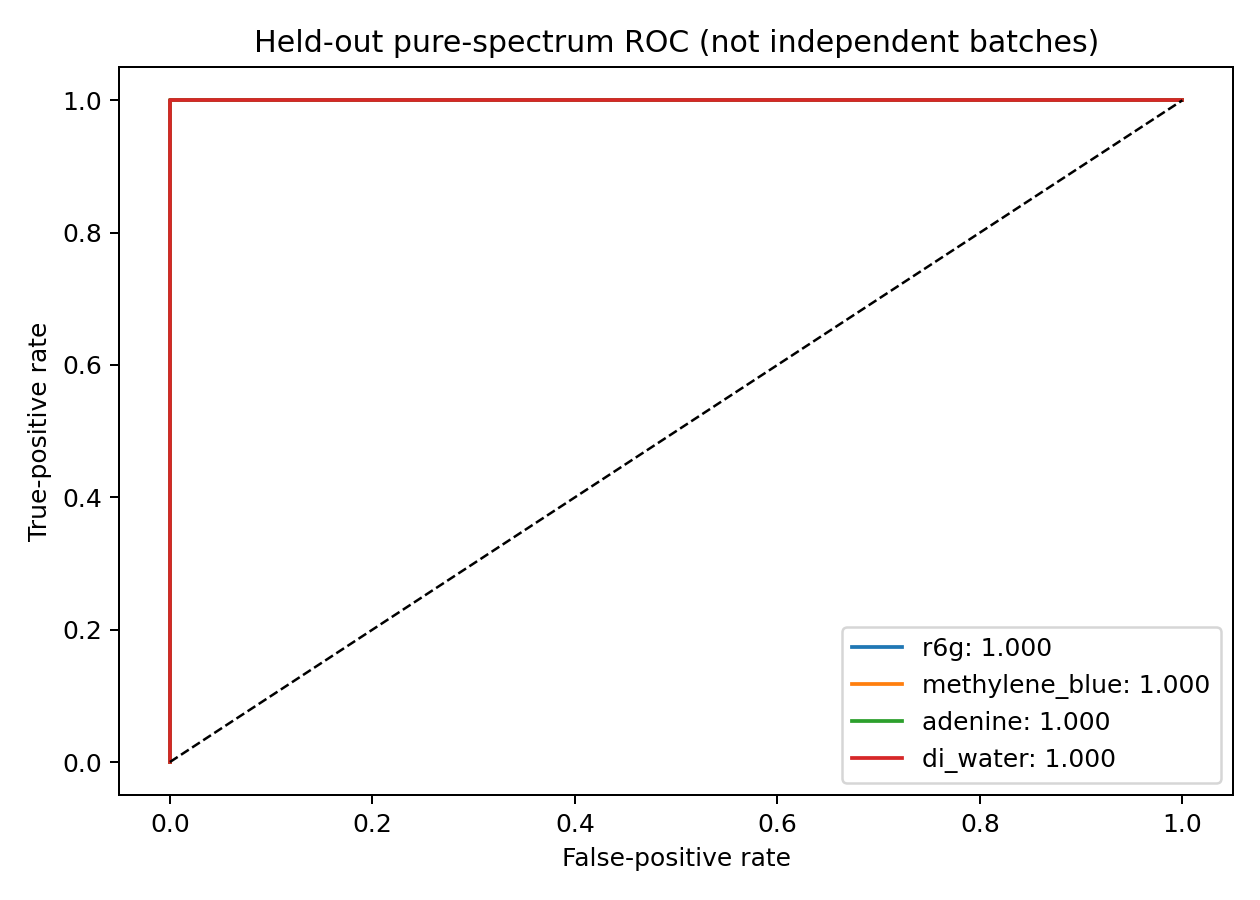 Held-out pure-spectrum ROC (not independent batches)
True-positive rate
1.0
0.8
0.6
0.4
0.2
0.0
r6g: 1.000
methylene_blue: 1.000
adenine: 1.000
di_water: 1.000
0.0 0.2 0.4 0.6 0.8 1.0
False-positive rate